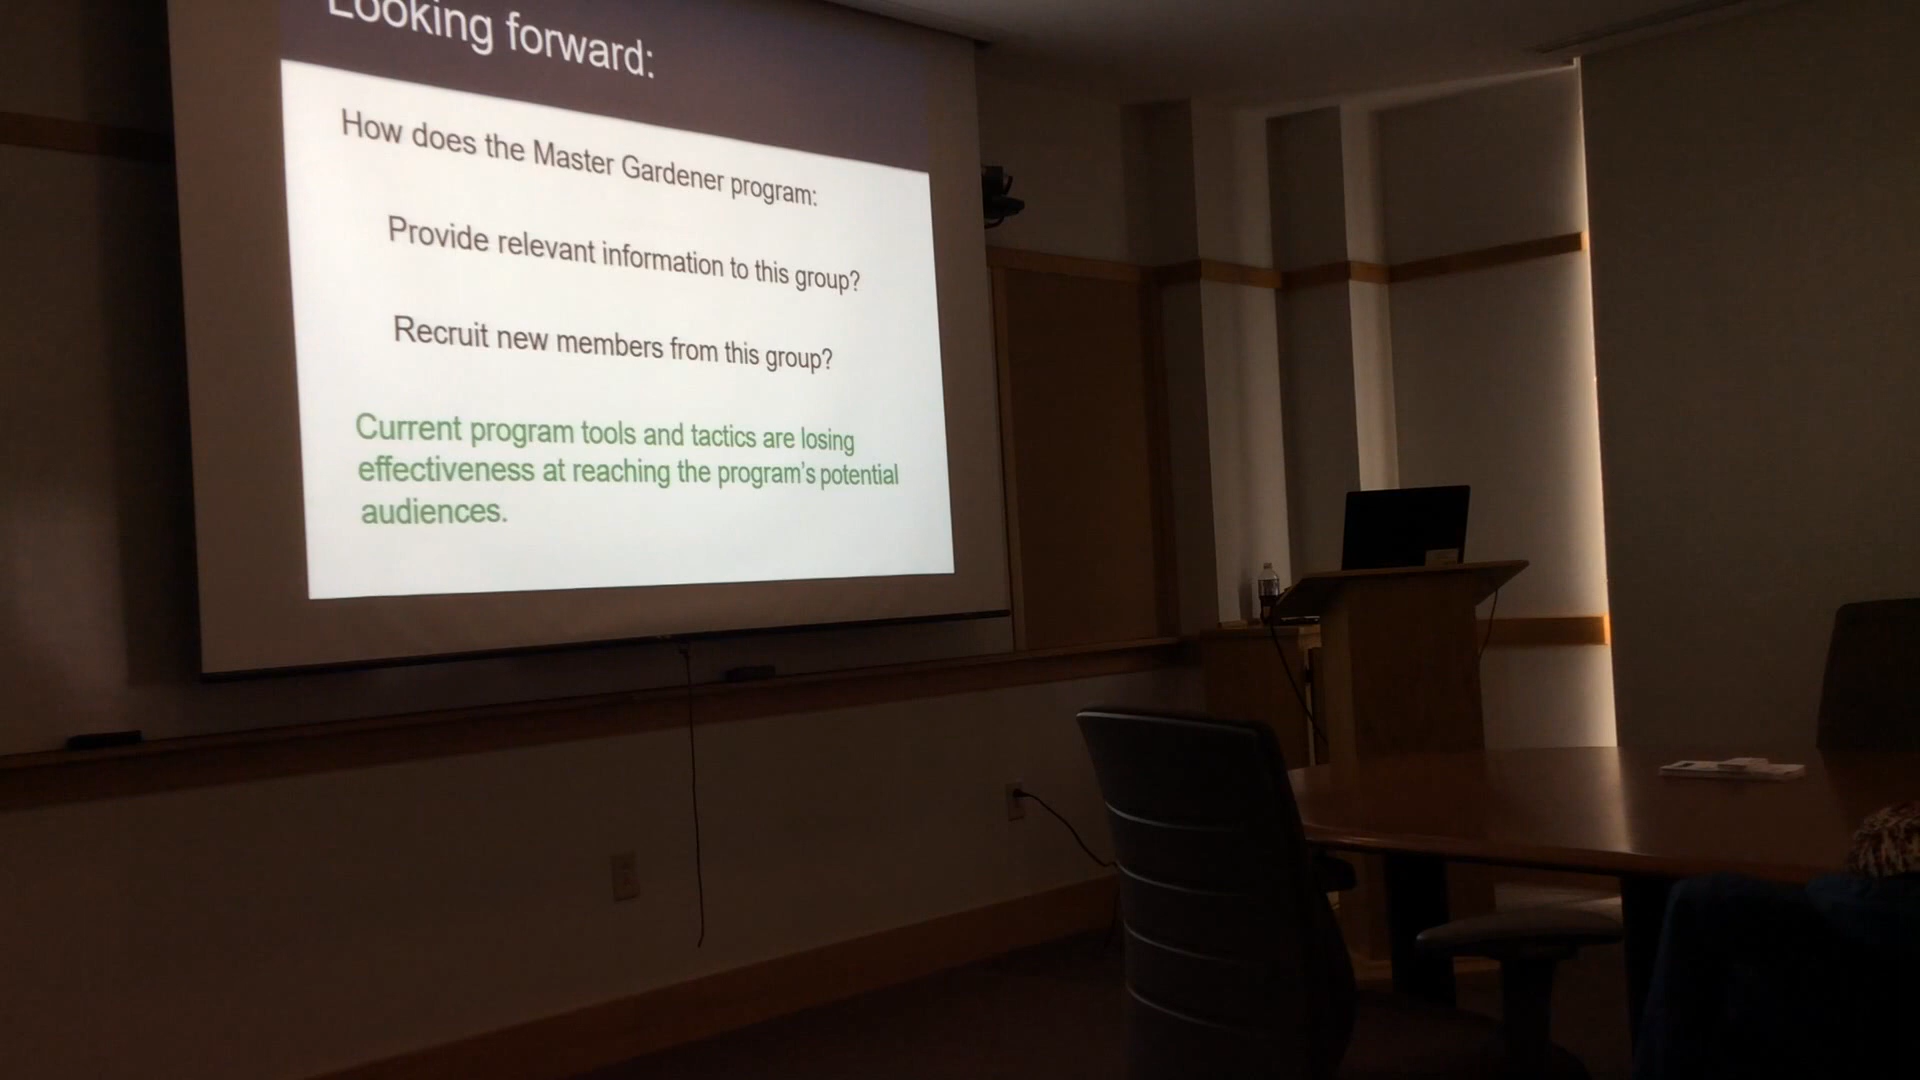 Looking forward:
How does the Master Gardener program:
Provide relevant information to this group?
Recruit new members from this group?
Current program tools and tactics are losing
effectiveness at reaching the program's potential
audiences.